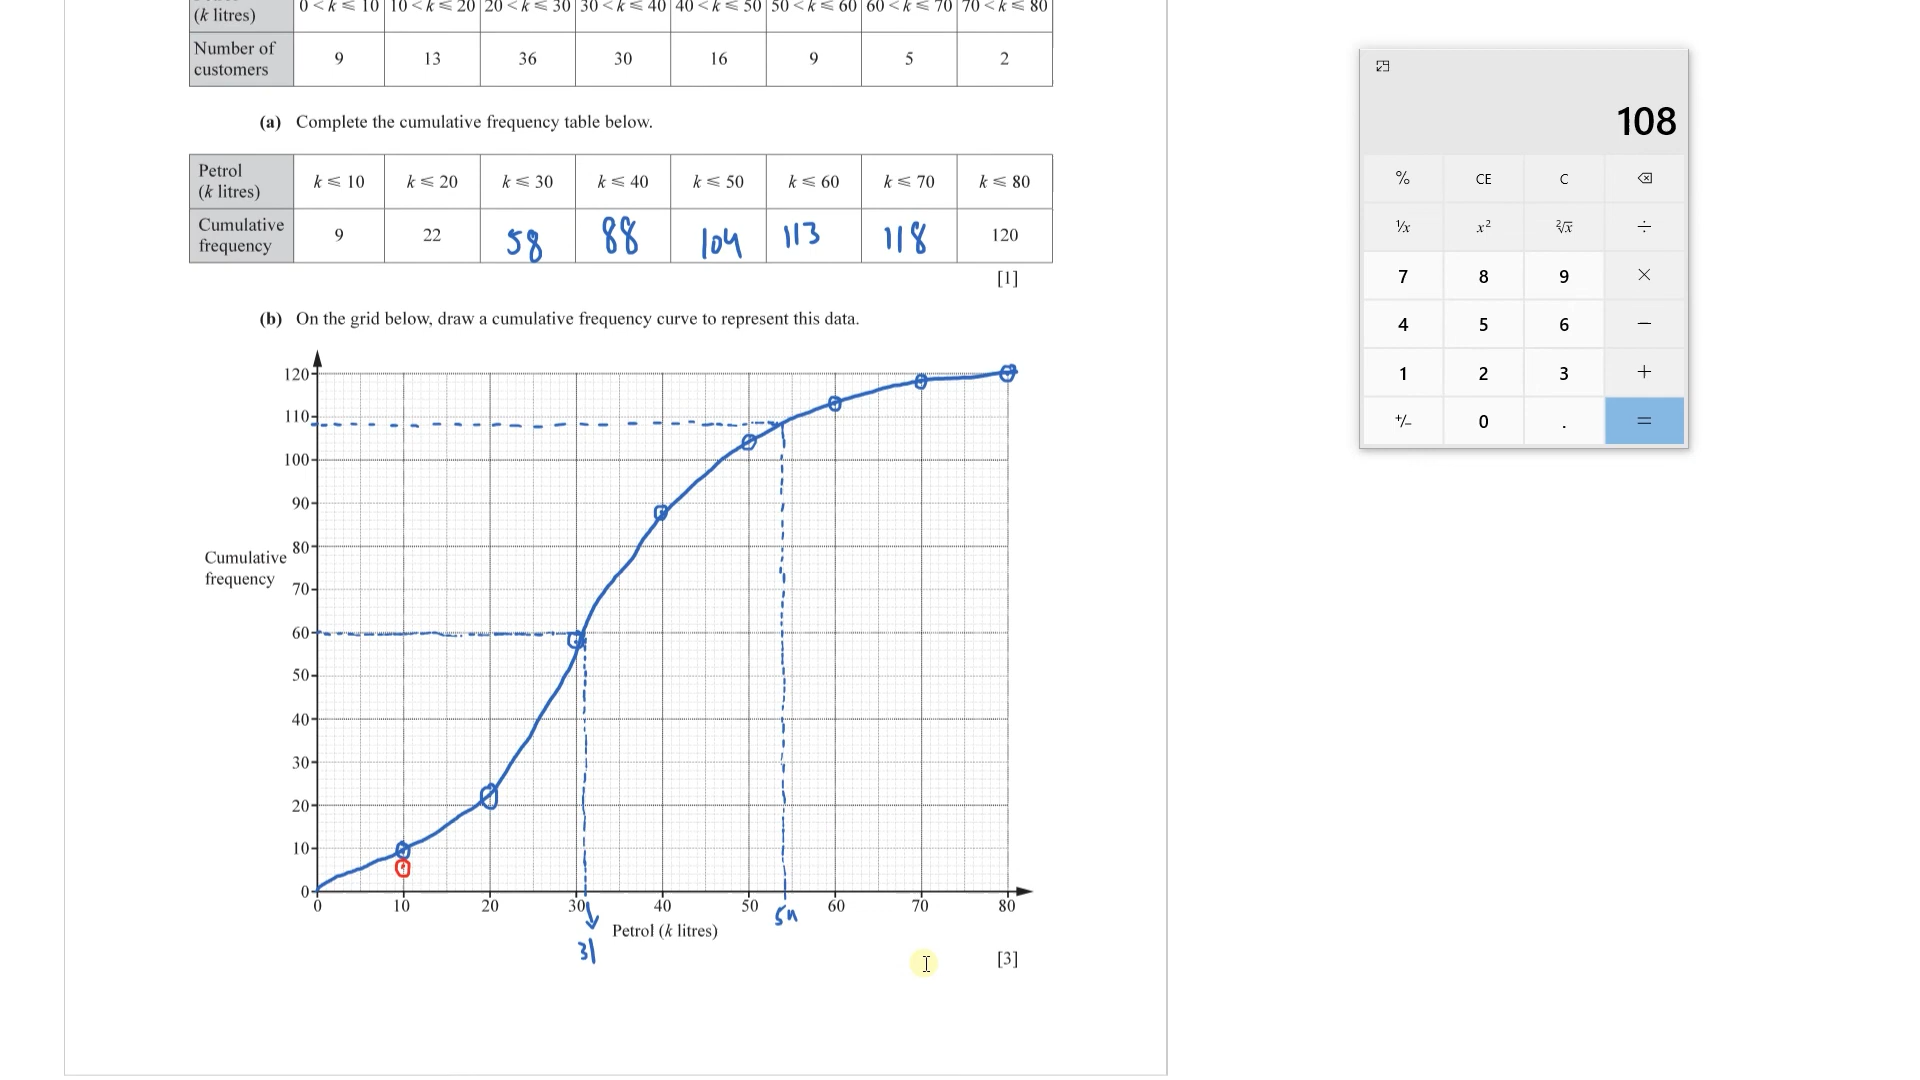 (k litres) 0 < k ⩽ 10 10 < k ⩽ 20 20 < k ⩽ 30 30 < k ⩽ 40 40 < k ⩽ 50 50 < k ⩽ 60 60 < k ⩽ 70 70 < k ⩽ 80
Number of
customers 9 13 36 30 16 9 5 2
(a) Complete the cumulative frequency table below.
Petrol
(k litres) k ⩽ 10 k ⩽ 20 k ⩽ 30 k ⩽ 40 k ⩽ 50 k ⩽ 60 k ⩽ 70 k ⩽ 80
Cumulative
frequency 9 22 58 88 104 113 118 120
[1]
(b) On the grid below, draw a cumulative frequency curve to represent this data.
120
110
100
90
80
Cumulative
frequency
70
60
50
40
30
20
10
0
0 10 20 30 40 50 60 70 80
54
Petrol (k litres)
31
[3]
108
% CE C
1/x x² ²√x ÷
7 8 9 ×
4 5 6 −
1 2 3 +
+/− 0 . =